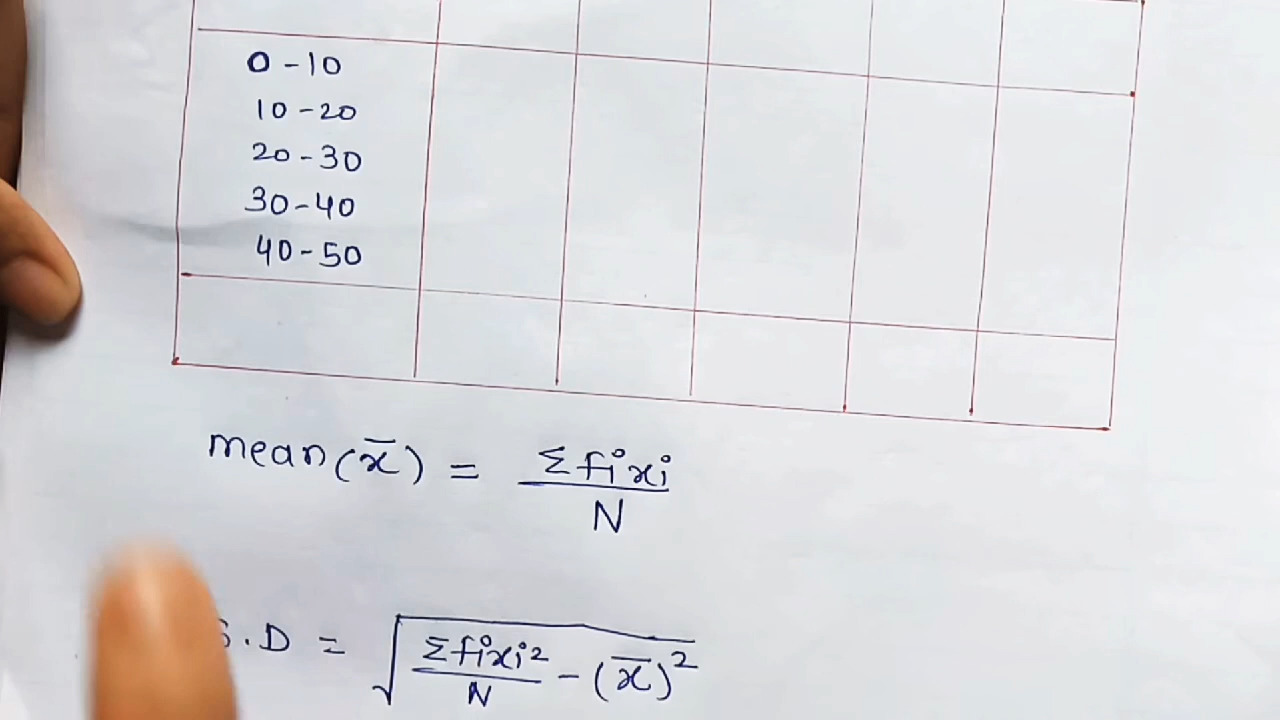 0 - 10
10 - 20
20 - 30
30 - 40
40 - 50
mean (x̄) = Σfixi / N
S.D = √(Σfixi² / N - (x̄)²)